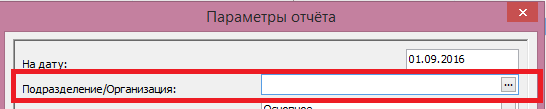 Параметры отчёта
На дату: 01.09.2016
Подразделение/Организация: ...